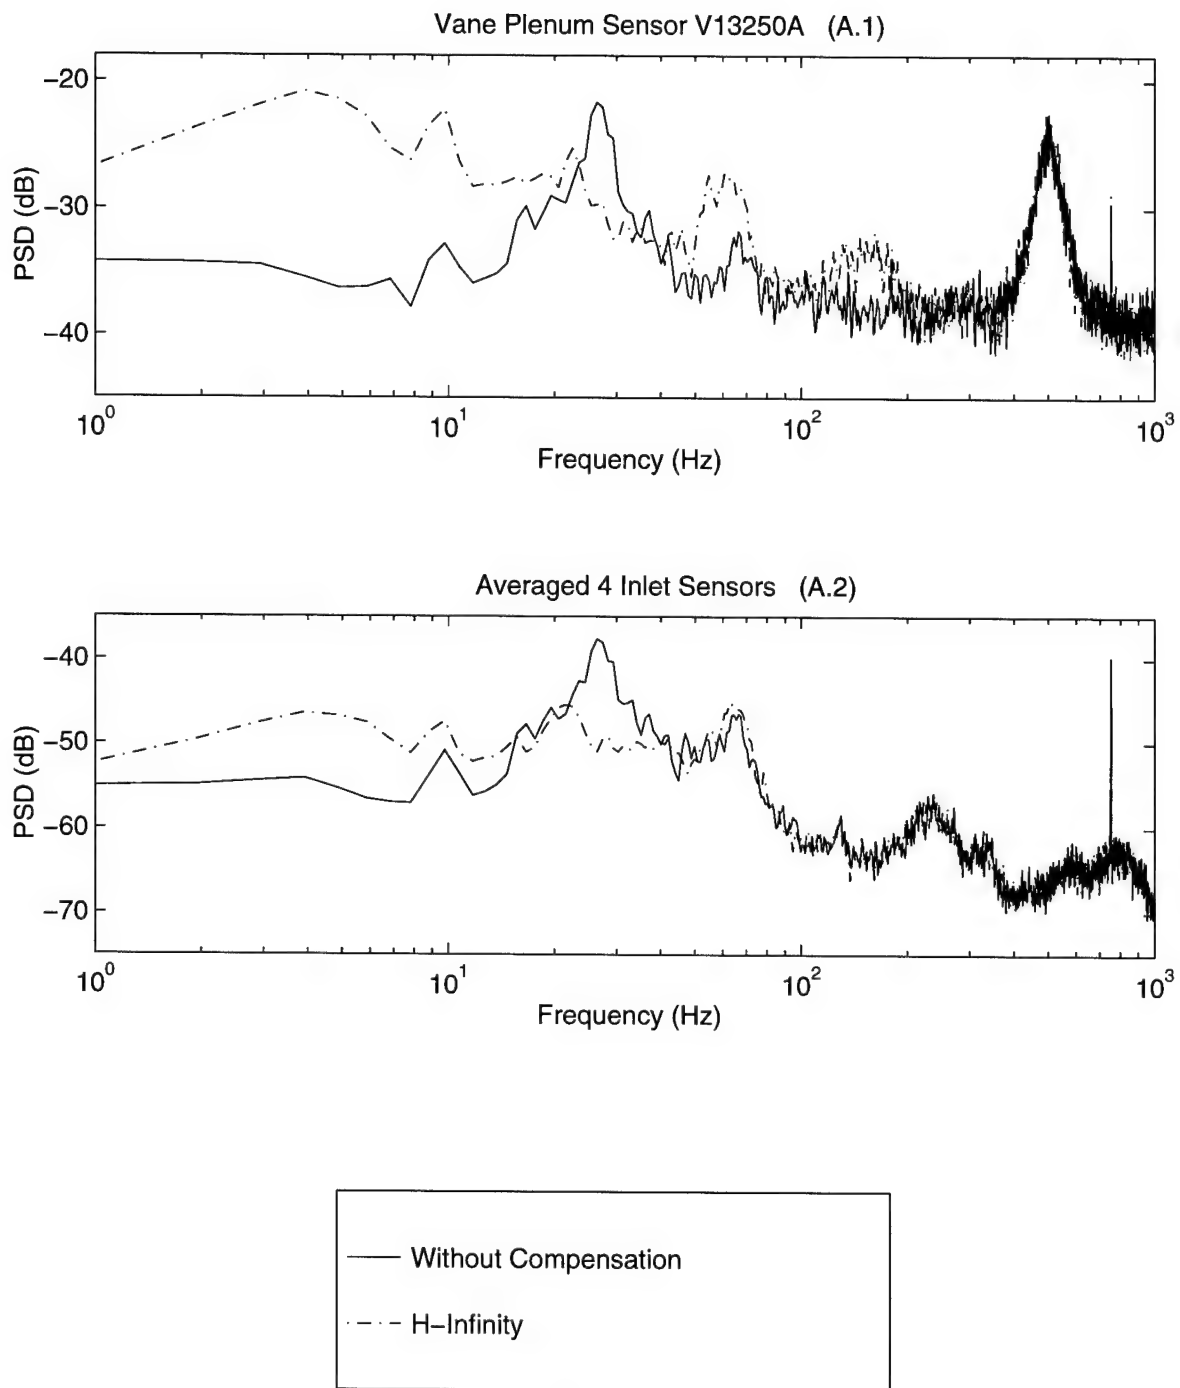 Vane Plenum Sensor V13250A (A.1)
−20
−30
−40
PSD (dB)
10^0
10^1
10^2
10^3
Frequency (Hz)
Averaged 4 Inlet Sensors (A.2)
−40
−50
−60
−70
PSD (dB)
10^0
10^1
10^2
10^3
Frequency (Hz)
Without Compensation
H−Infinity